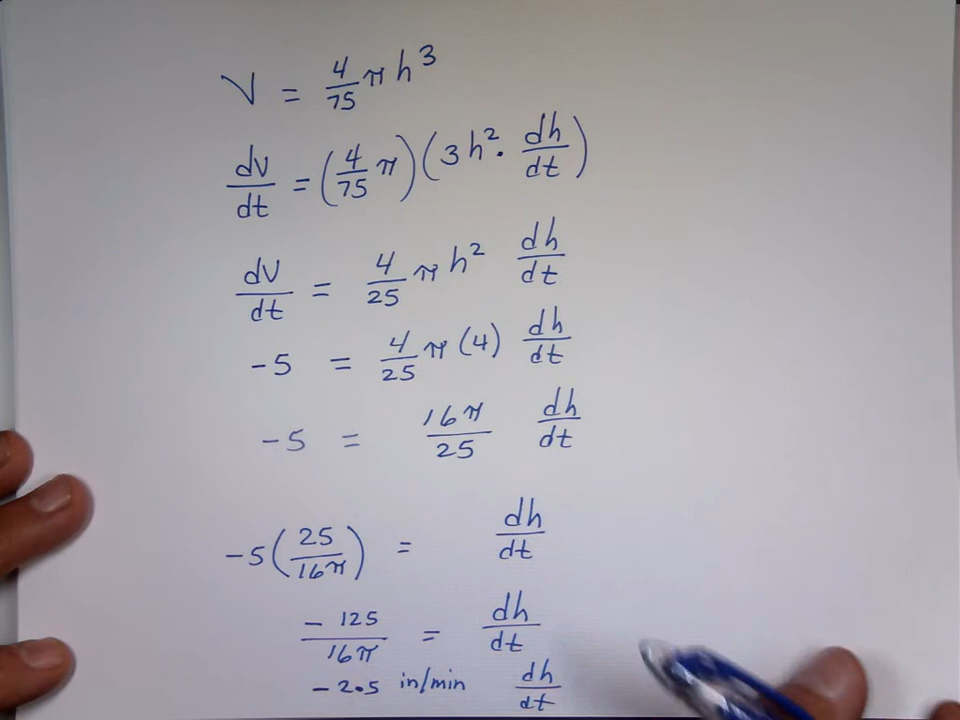 V = 4/75 π h³
dv/dt = (4/75 π)(3h² · dh/dt)
dV/dt = 4/25 π h² dh/dt
-5 = 4/25 π (4) dh/dt
-5 = 16π/25 dh/dt
-5 (25/16π) = dh/dt
-125/16π = dh/dt
-2.5 in/min dh/dt